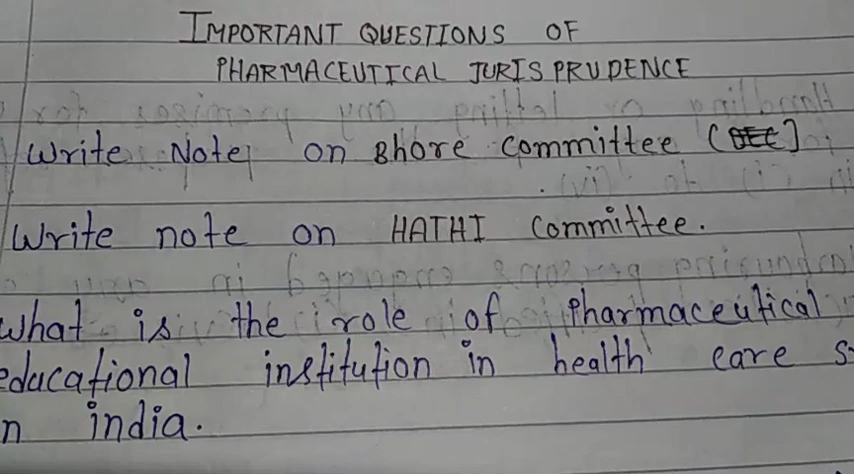 IMPORTANT QUESTIONS OF
PHARMACEUTICAL JURISPRUDENCE
Write Note on Bhore Committee
Write note on HATHI Committee.
what is the role of Pharmaceutical
educational institution in health care
india.